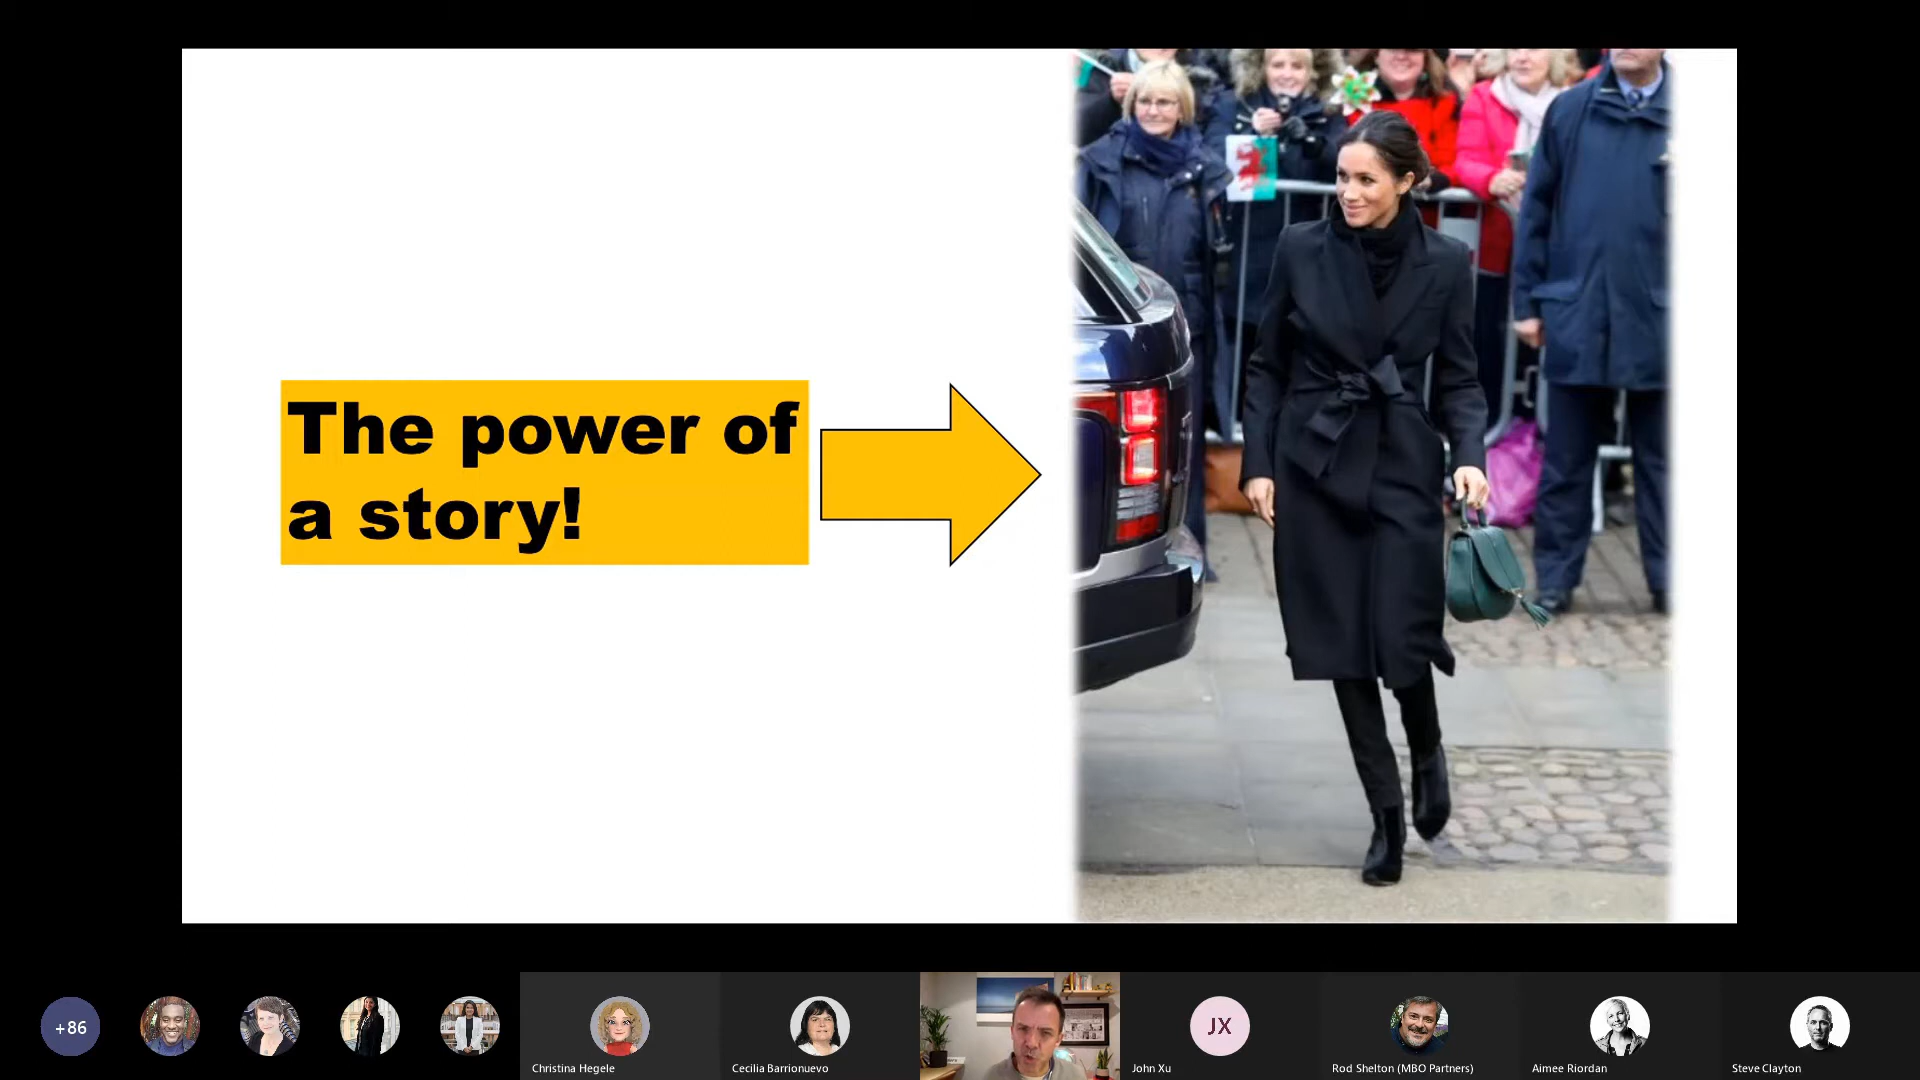 The power of
a story!
+86
Christina Hegele
Cecilia Barrionuevo
JX
John Xu
Rod Shelton (MBO Partners)
Aimee Riordan
Steve Clayton